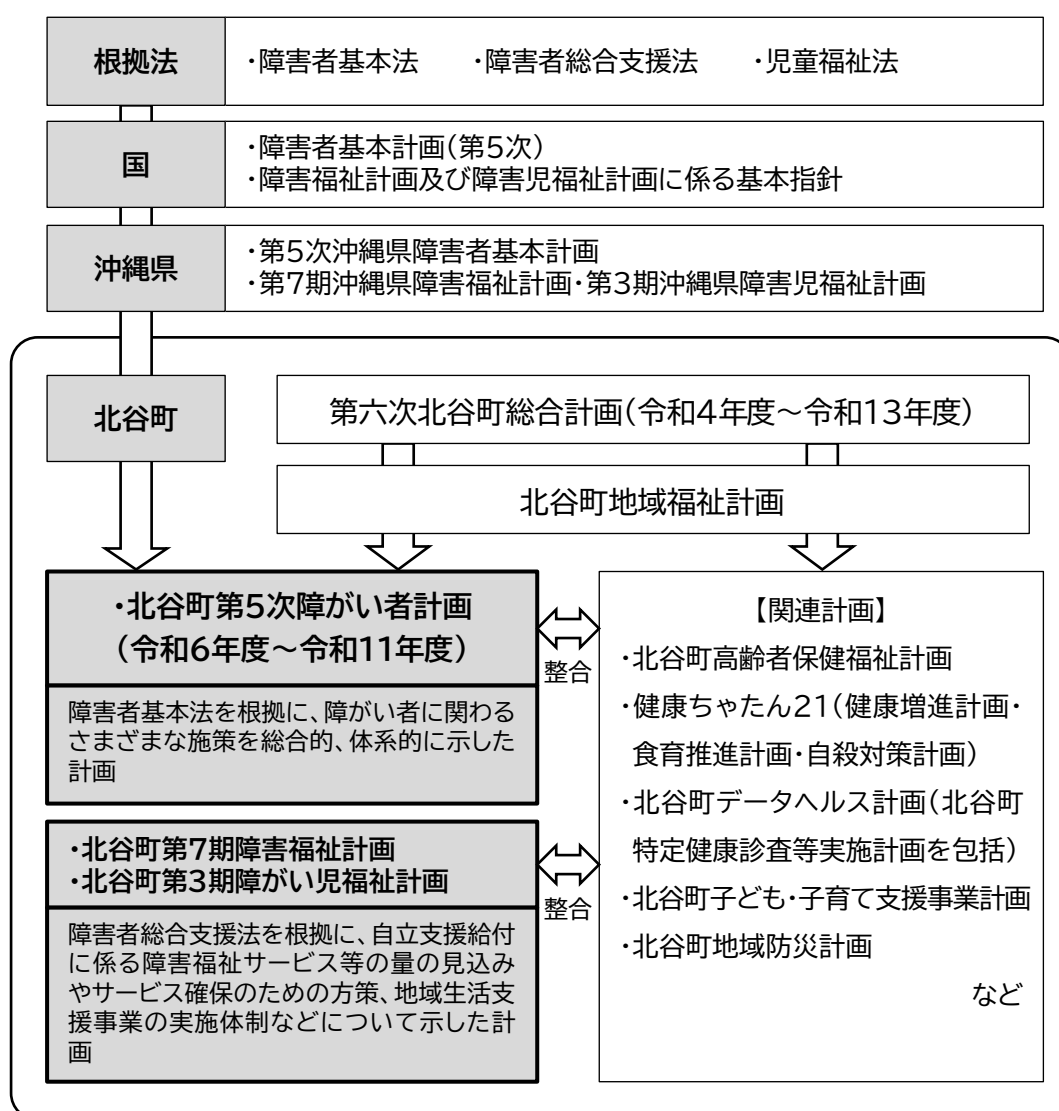 根拠法
・障害者基本法　・障害者総合支援法　・児童福祉法
国
・障害者基本計画(第5次)
・障害福祉計画及び障害児福祉計画に係る基本指針
沖縄県
・第5次沖縄県障害者基本計画
・第7期沖縄県障害福祉計画・第3期沖縄県障害児福祉計画
北谷町
第六次北谷町総合計画(令和4年度～令和13年度)
北谷町地域福祉計画
・北谷町第5次障がい者計画
(令和6年度～令和11年度)
障害者基本法を根拠に、障がい者に関わる
さまざまな施策を総合的、体系的に示した
計画
整合
・北谷町第7期障害福祉計画
・北谷町第3期障がい児福祉計画
障害者総合支援法を根拠に、自立支援給付
に係る障害福祉サービス等の量の見込み
やサービス確保のための方策、地域生活支
援事業の実施体制などについて示した計
画
整合
【関連計画】
・北谷町高齢者保健福祉計画
・健康ちゃたん21(健康増進計画・
食育推進計画・自殺対策計画)
・北谷町データヘルス計画(北谷町
特定健康診査等実施計画を包括)
・北谷町子ども・子育て支援事業計画
・北谷町地域防災計画
など